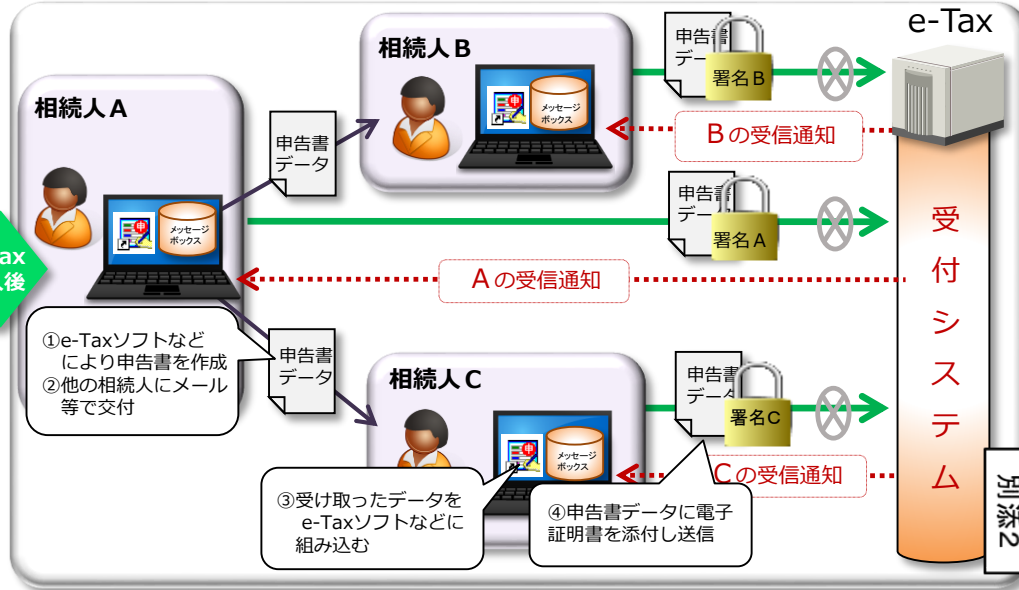 e-Tax
相続人A
申告書
データ
メッセージ
ボックス
①e-Taxソフトなど
により申告書を作成
②他の相続人にメール
等で交付
申告書
データ
相続人B
メッセージ
ボックス
申告書
デー
署名B
Bの受信通知
申告書
デー
署名A
Aの受信通知
相続人C
メッセージ
ボックス
③受け取ったデータを
e-Taxソフトなどに
組み込む
申告書
データ
署名C
Cの受信通知
④申告書データに電子
証明書を添付し送信
受付システム
別添2
ax
後